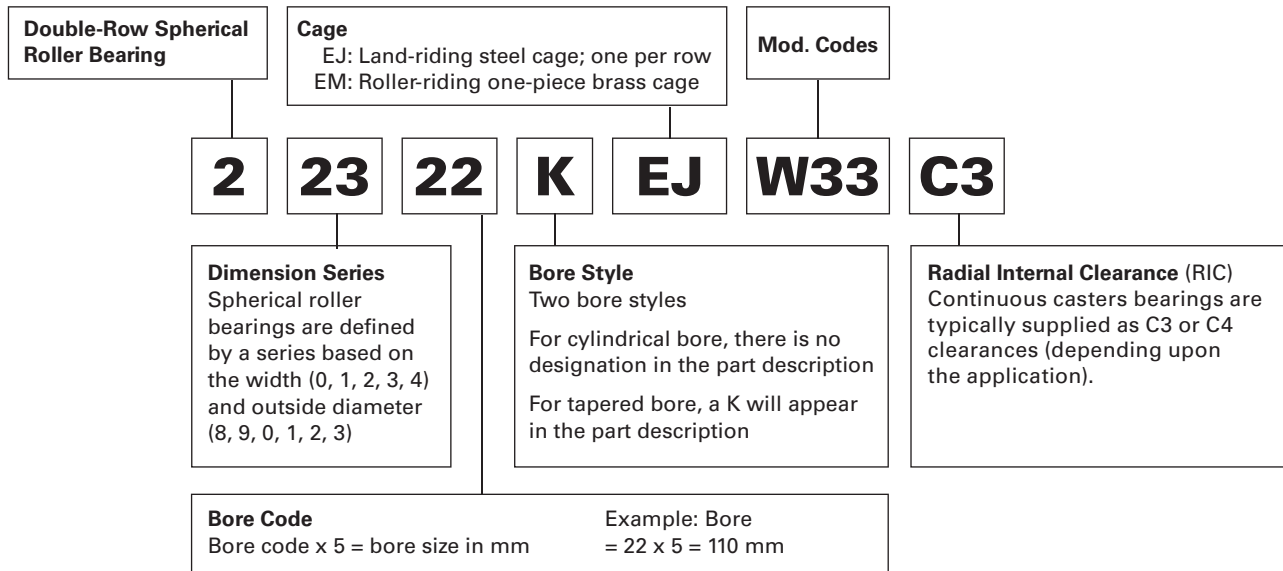 Double-Row Spherical
Roller Bearing
Cage
EJ: Land-riding steel cage; one per row
EM: Roller-riding one-piece brass cage
Mod. Codes
2 23 22 K EJ W33 C3
Dimension Series
Spherical roller
bearings are defined
by a series based on
the width (0, 1, 2, 3, 4)
and outside diameter
(8, 9, 0, 1, 2, 3)
Bore Style
Two bore styles
For cylindrical bore, there is no
designation in the part description
For tapered bore, a K will appear
in the part description
Radial Internal Clearance (RIC)
Continuous casters bearings are
typically supplied as C3 or C4
clearances (depending upon
the application).
Bore Code
Bore code x 5 = bore size in mm
Example: Bore
= 22 x 5 = 110 mm